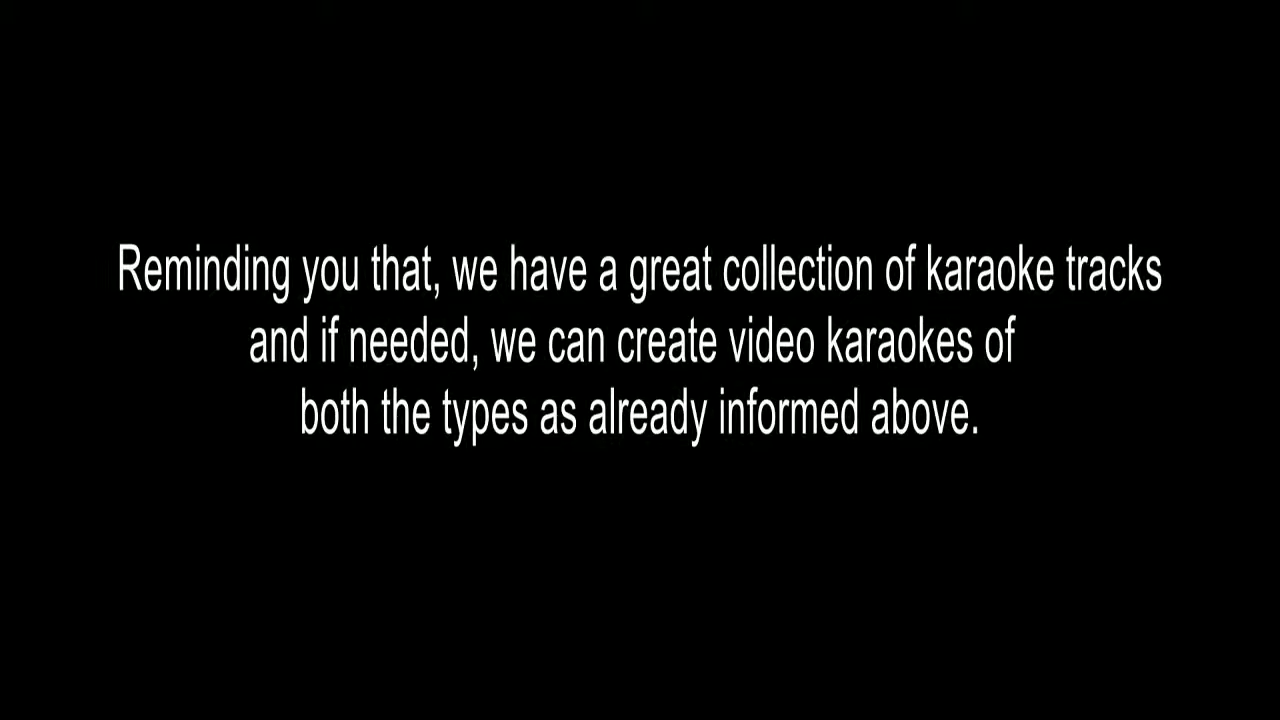 Reminding you that, we have a great collection of karaoke tracks
and if needed, we can create video karaokes of
both the types as already informed above.